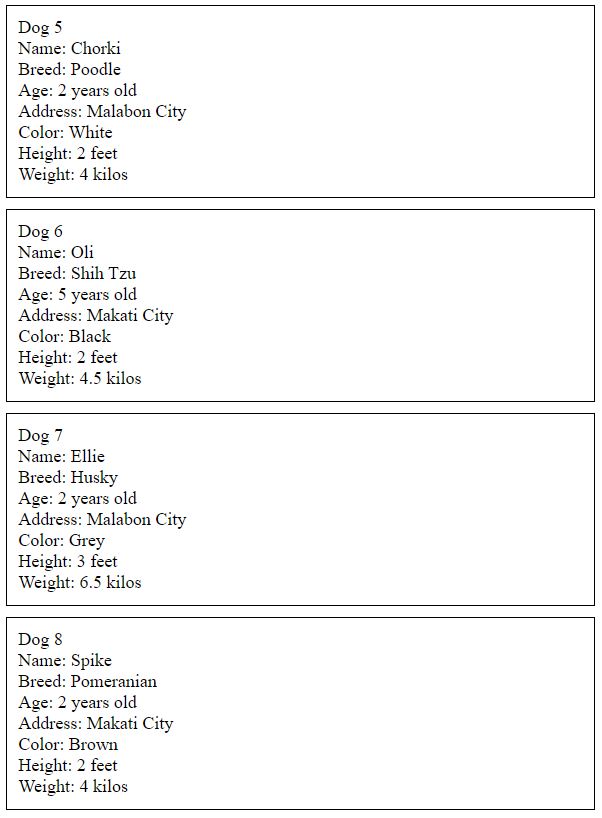 Dog 5
Name: Chorki
Breed: Poodle
Age: 2 years old
Address: Malabon City
Color: White
Height: 2 feet
Weight: 4 kilos
Dog 6
Name: Oli
Breed: Shih Tzu
Age: 5 years old
Address: Makati City
Color: Black
Height: 2 feet
Weight: 4.5 kilos
Dog 7
Name: Ellie
Breed: Husky
Age: 2 years old
Address: Malabon City
Color: Grey
Height: 3 feet
Weight: 6.5 kilos
Dog 8
Name: Spike
Breed: Pomeranian
Age: 2 years old
Address: Makati City
Color: Brown
Height: 2 feet
Weight: 4 kilos